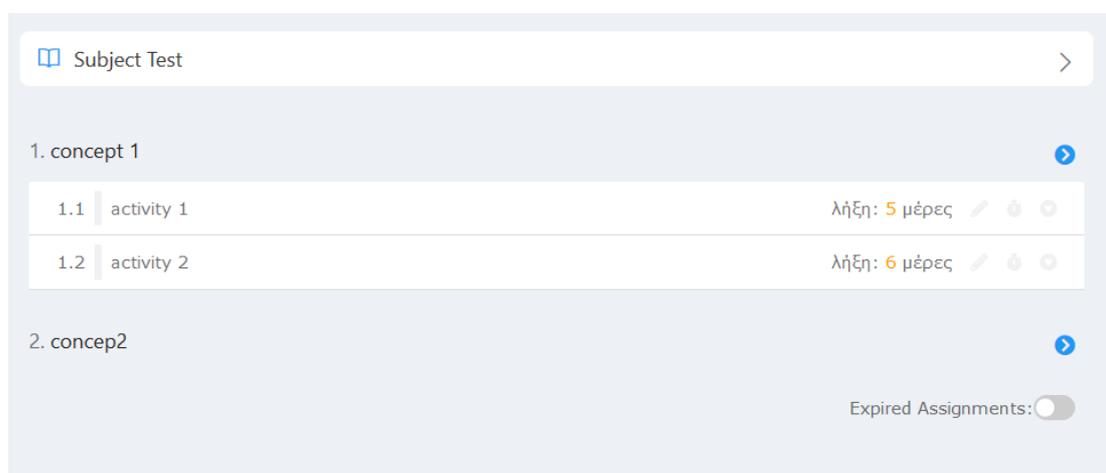 Subject Test
1. concept 1
1.1 activity 1 λήξη: 5 μέρες
1.2 activity 2 λήξη: 6 μέρες
2. concep2
Expired Assignments: